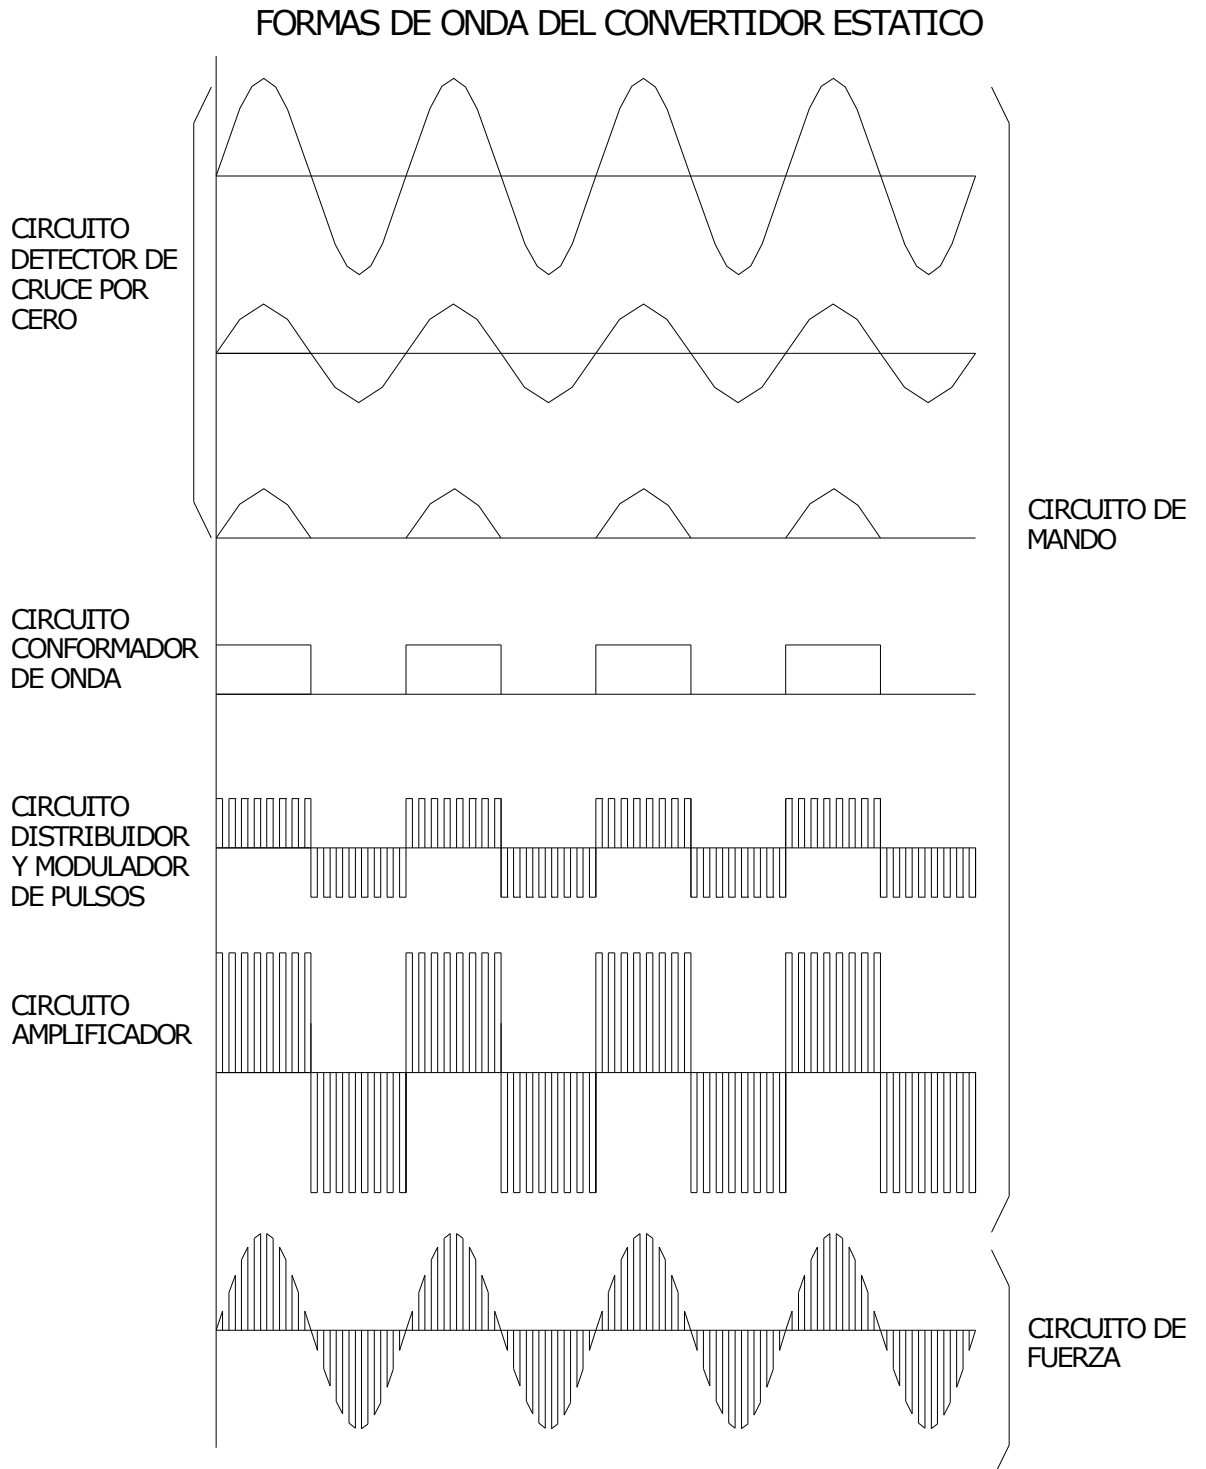 FORMAS DE ONDA DEL CONVERTIDOR ESTATICO
CIRCUITO
DETECTOR DE
CRUCE POR
CERO
CIRCUITO DE
MANDO
CIRCUITO
CONFORMADOR
DE ONDA
CIRCUITO
DISTRIBUIDOR
Y MODULADOR
DE PULSOS
CIRCUITO
AMPLIFICADOR
CIRCUITO DE
FUERZA